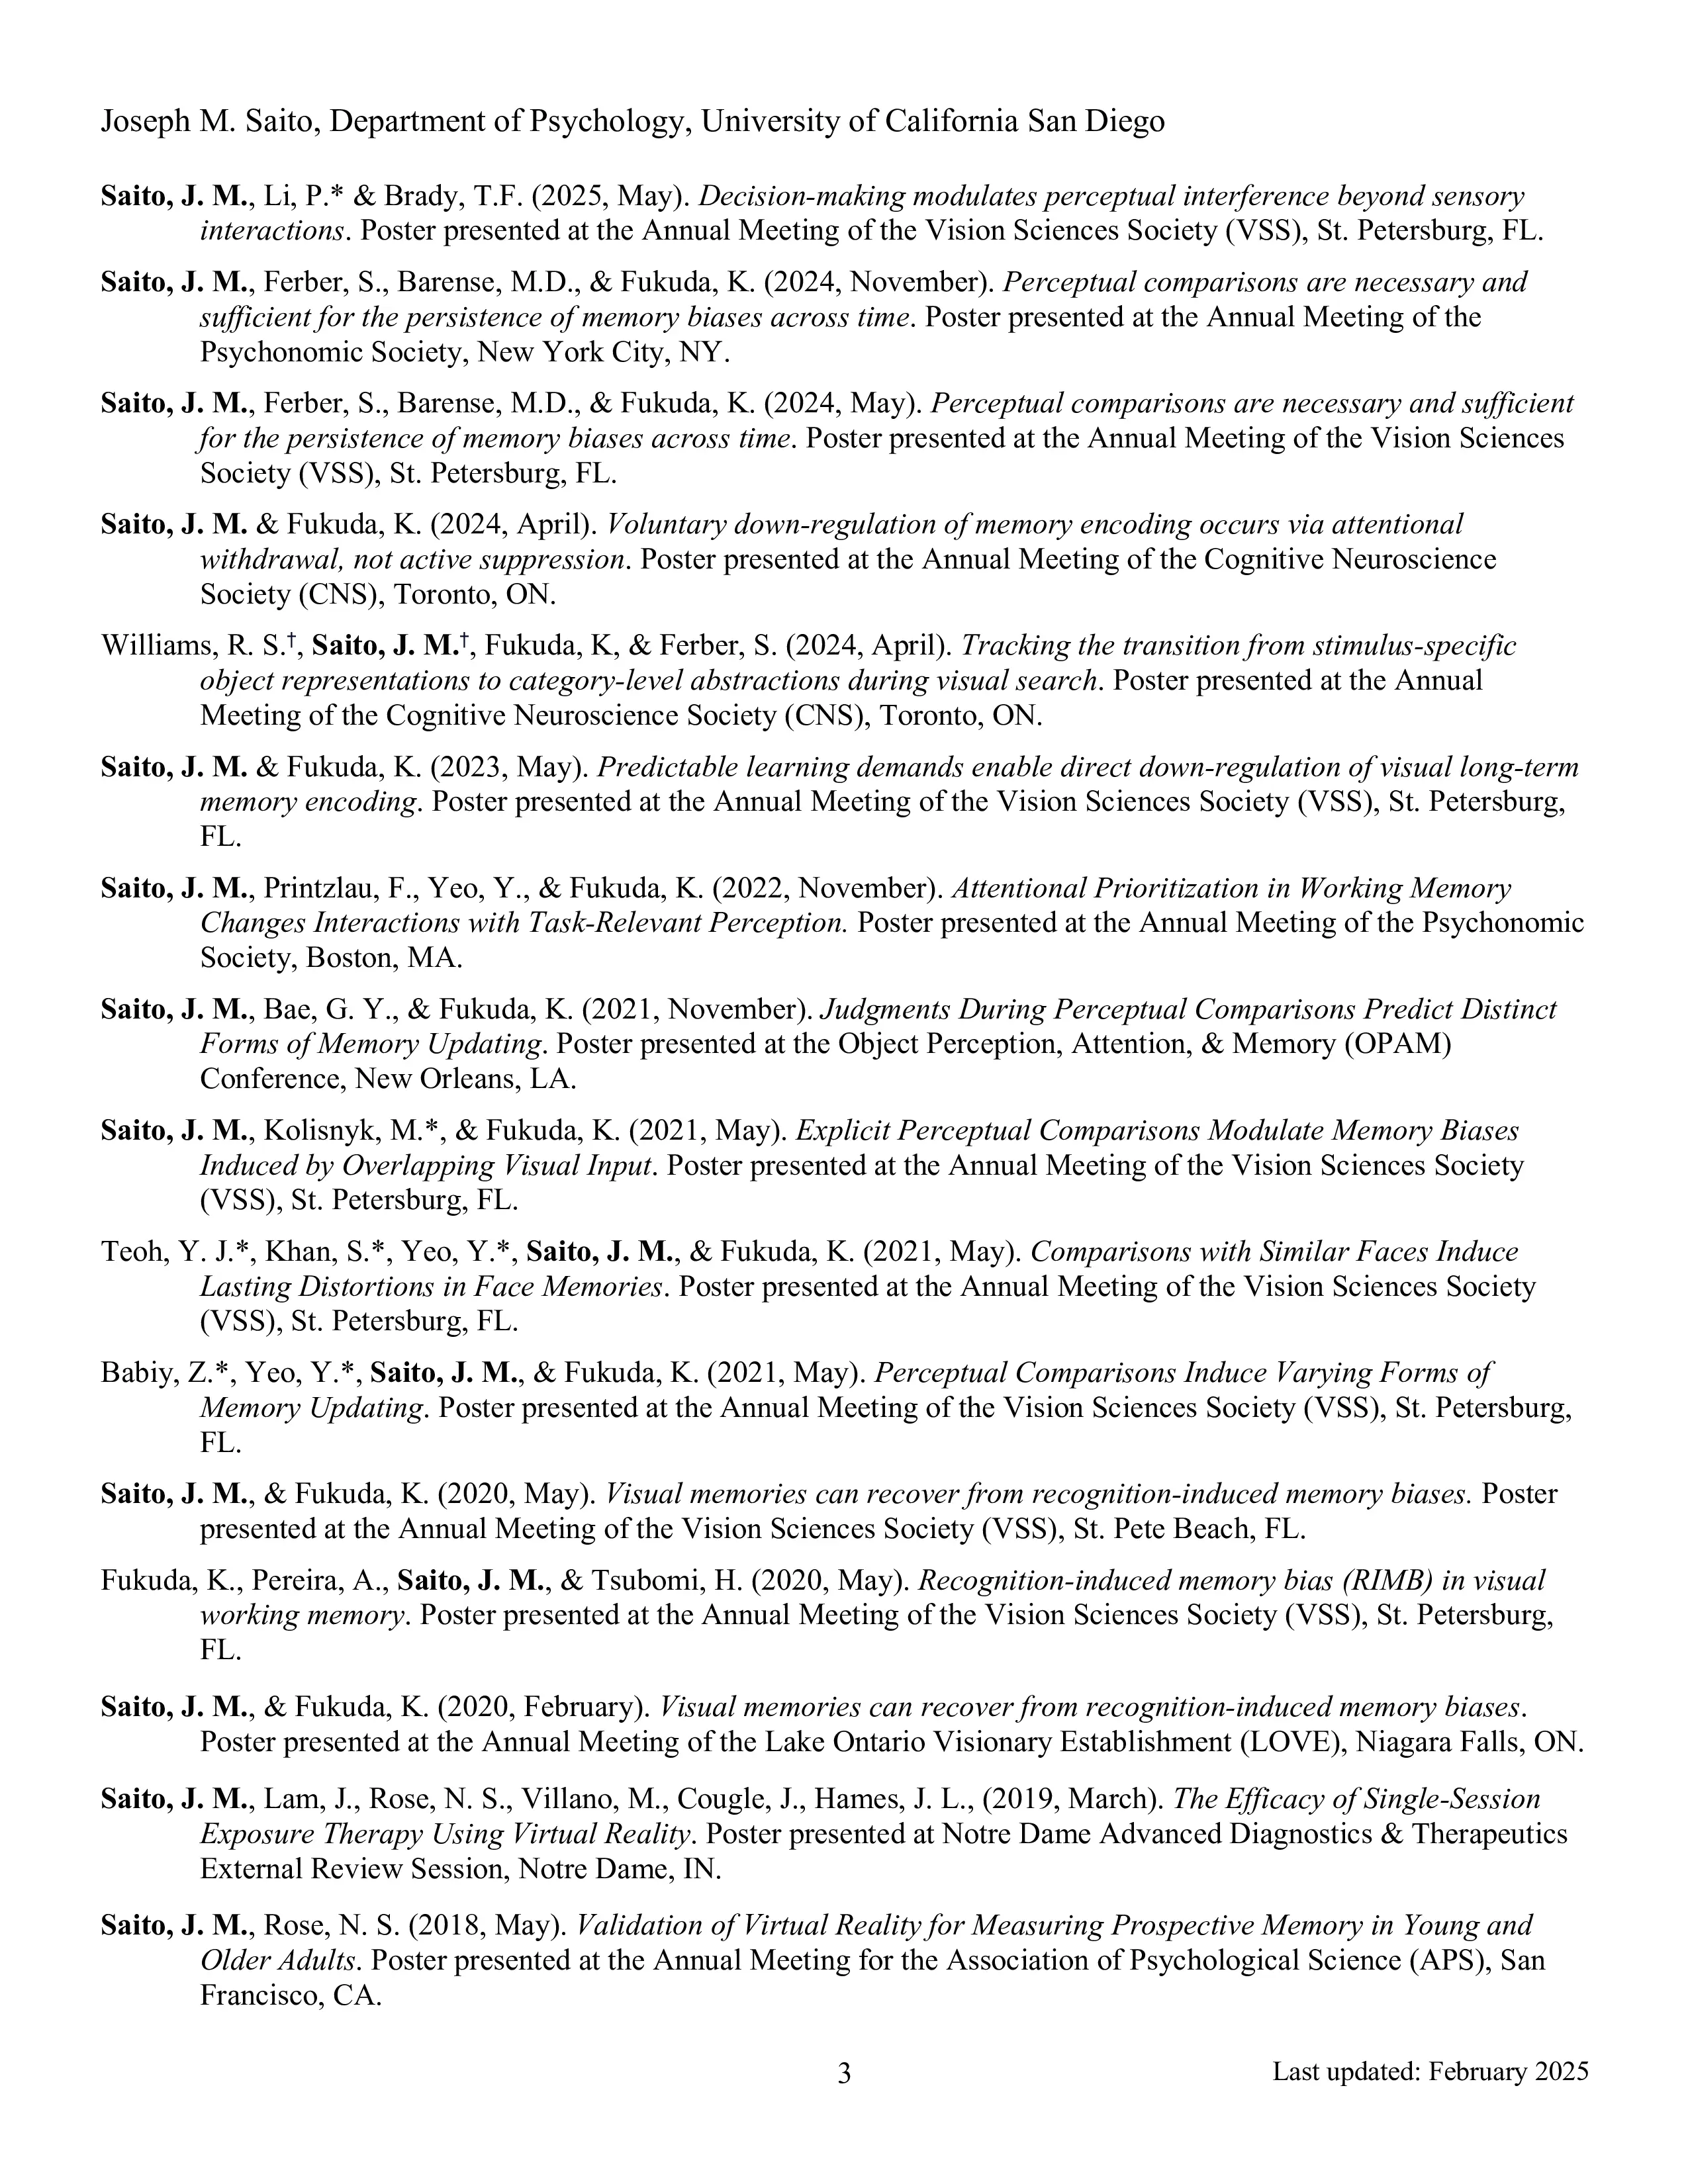 Joseph M. Saito, Department of Psychology, University of California San Diego
Saito, J. M., Li, P.* & Brady, T.F. (2025, May). Decision-making modulates perceptual interference beyond sensory
interactions. Poster presented at the Annual Meeting of the Vision Sciences Society (VSS), St. Petersburg, FL.
Saito, J. M., Ferber, S., Barense, M.D., & Fukuda, K. (2024, November). Perceptual comparisons are necessary and
sufficient for the persistence of memory biases across time. Poster presented at the Annual Meeting of the
Psychonomic Society, New York City, NY.
Saito, J. M., Ferber, S., Barense, M.D., & Fukuda, K. (2024, May). Perceptual comparisons are necessary and sufficient
for the persistence of memory biases across time. Poster presented at the Annual Meeting of the Vision Sciences
Society (VSS), St. Petersburg, FL.
Saito, J. M. & Fukuda, K. (2024, April). Voluntary down-regulation of memory encoding occurs via attentional
withdrawal, not active suppression. Poster presented at the Annual Meeting of the Cognitive Neuroscience
Society (CNS), Toronto, ON.
Williams, R. S.†, Saito, J. M.†, Fukuda, K, & Ferber, S. (2024, April). Tracking the transition from stimulus-specific
object representations to category-level abstractions during visual search. Poster presented at the Annual
Meeting of the Cognitive Neuroscience Society (CNS), Toronto, ON.
Saito, J. M. & Fukuda, K. (2023, May). Predictable learning demands enable direct down-regulation of visual long-term
memory encoding. Poster presented at the Annual Meeting of the Vision Sciences Society (VSS), St. Petersburg,
FL.
Saito, J. M., Printzlau, F., Yeo, Y., & Fukuda, K. (2022, November). Attentional Prioritization in Working Memory
Changes Interactions with Task-Relevant Perception. Poster presented at the Annual Meeting of the Psychonomic
Society, Boston, MA.
Saito, J. M., Bae, G. Y., & Fukuda, K. (2021, November). Judgments During Perceptual Comparisons Predict Distinct
Forms of Memory Updating. Poster presented at the Object Perception, Attention, & Memory (OPAM)
Conference, New Orleans, LA.
Saito, J. M., Kolisnyk, M.*, & Fukuda, K. (2021, May). Explicit Perceptual Comparisons Modulate Memory Biases
Induced by Overlapping Visual Input. Poster presented at the Annual Meeting of the Vision Sciences Society
(VSS), St. Petersburg, FL.
Teoh, Y. J.*, Khan, S.*, Yeo, Y.*, Saito, J. M., & Fukuda, K. (2021, May). Comparisons with Similar Faces Induce
Lasting Distortions in Face Memories. Poster presented at the Annual Meeting of the Vision Sciences Society
(VSS), St. Petersburg, FL.
Babiy, Z.*, Yeo, Y.*, Saito, J. M., & Fukuda, K. (2021, May). Perceptual Comparisons Induce Varying Forms of
Memory Updating. Poster presented at the Annual Meeting of the Vision Sciences Society (VSS), St. Petersburg,
FL.
Saito, J. M., & Fukuda, K. (2020, May). Visual memories can recover from recognition-induced memory biases. Poster
presented at the Annual Meeting of the Vision Sciences Society (VSS), St. Pete Beach, FL.
Fukuda, K., Pereira, A., Saito, J. M., & Tsubomi, H. (2020, May). Recognition-induced memory bias (RIMB) in visual
working memory. Poster presented at the Annual Meeting of the Vision Sciences Society (VSS), St. Petersburg,
FL.
Saito, J. M., & Fukuda, K. (2020, February). Visual memories can recover from recognition-induced memory biases.
Poster presented at the Annual Meeting of the Lake Ontario Visionary Establishment (LOVE), Niagara Falls, ON.
Saito, J. M., Lam, J., Rose, N. S., Villano, M., Cougle, J., Hames, J. L., (2019, March). The Efficacy of Single-Session
Exposure Therapy Using Virtual Reality. Poster presented at Notre Dame Advanced Diagnostics & Therapeutics
External Review Session, Notre Dame, IN.
Saito, J. M., Rose, N. S. (2018, May). Validation of Virtual Reality for Measuring Prospective Memory in Young and
Older Adults. Poster presented at the Annual Meeting for the Association of Psychological Science (APS), San
Francisco, CA.
3
Last updated: February 2025